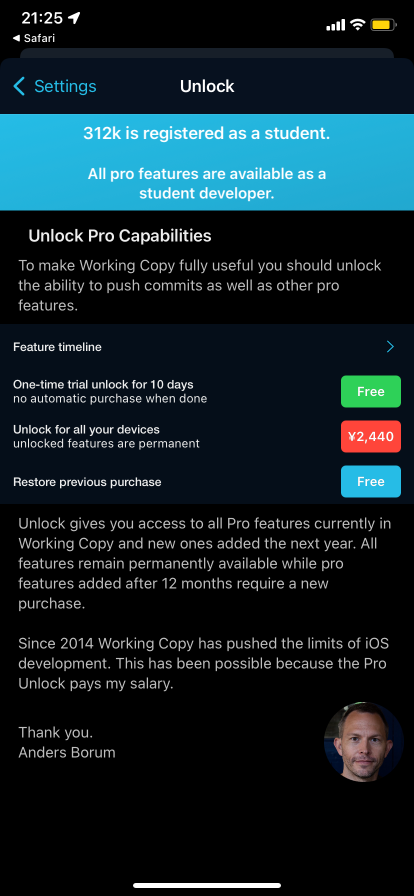 21:25
Safari
Settings
Unlock
312k is registered as a student.
All pro features are available as a
student developer.
Unlock Pro Capabilities
To make Working Copy fully useful you should unlock
the ability to push commits as well as other pro
features.
Feature timeline
One-time trial unlock for 10 days
no automatic purchase when done
Free
Unlock for all your devices
unlocked features are permanent
¥2,440
Restore previous purchase
Free
Unlock gives you access to all Pro features currently in
Working Copy and new ones added the next year. All
features remain permanently available while pro
features added after 12 months require a new
purchase.
Since 2014 Working Copy has pushed the limits of iOS
development. This has been possible because the Pro
Unlock pays my salary.
Thank you.
Anders Borum